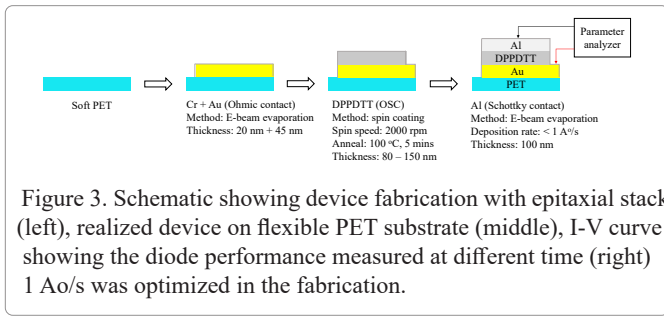 Al
DPPDTT
Au
PET
Parameter
analyzer
Soft PET
Cr + Au (Ohmic contact)
Method: E-beam evaporation
Thickness: 20 nm + 45 nm
DPPDTT (OSC)
Method: spin coating
Spin speed: 2000 rpm
Anneal: 100 °C, 5 mins
Thickness: 80 – 150 nm
Al (Schottky contact)
Method: E-beam evaporation
Deposition rate: < 1 Aº/s
Thickness: 100 nm
Figure 3. Schematic showing device fabrication with epitaxial stack
(left), realized device on flexible PET substrate (middle), I-V curve
showing the diode performance measured at different time (right)
1 Ao/s was optimized in the fabrication.